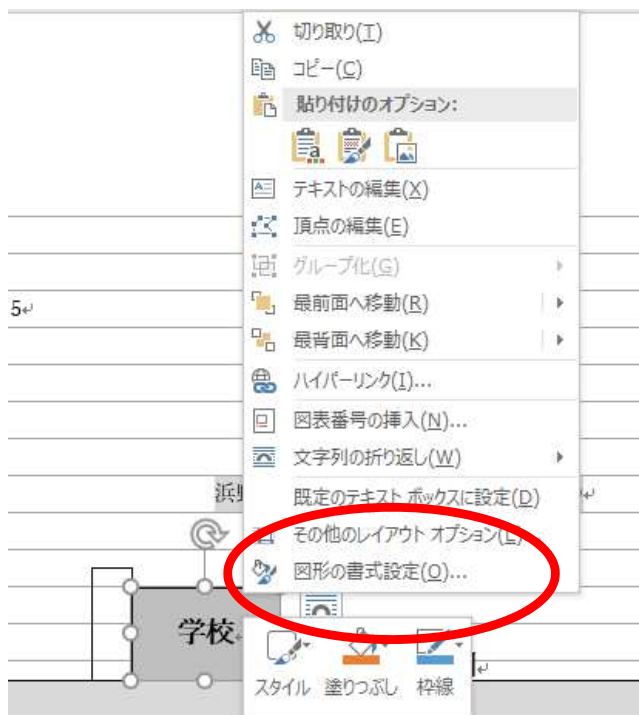 切り取り(T)
コピー(C)
貼り付けのオプション:
a
テキストの編集(X)
頂点の編集(E)
グループ化(G)
5
最前面へ移動(R)
最背面へ移動(K)
ハイパーリンク(I)...
図表番号の挿入(N)...
文字列の折り返し(W)
浜
既定のテキスト ボックスに設定(D)
その他のレイアウト オプション(L)...
図形の書式設定(O)...
学校
スタイル 塗りつぶし 枠線